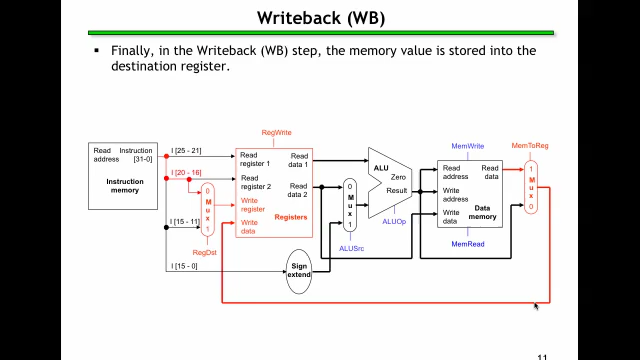 Writeback (WB)
Finally, in the Writeback (WB) step, the memory value is stored into the
destination register.
Read Instruction
address [31-0]
Instruction
memory
I [25 - 21]
I [20 - 16]
I [15 - 11]
I [15 - 0]
0
M
u
x
1
RegDst
RegWrite
Read
register 1
Read
data 1
Read
register 2
Read
data 2
Write
register
Write
data
Registers
Sign
extend
0
M
u
x
1
ALUSrc
ALU
Zero
Result
ALUOp
MemWrite
Read
address
Read
data
Write
address
Write
data
Data
memory
MemRead
MemToReg
1
M
u
x
0
11